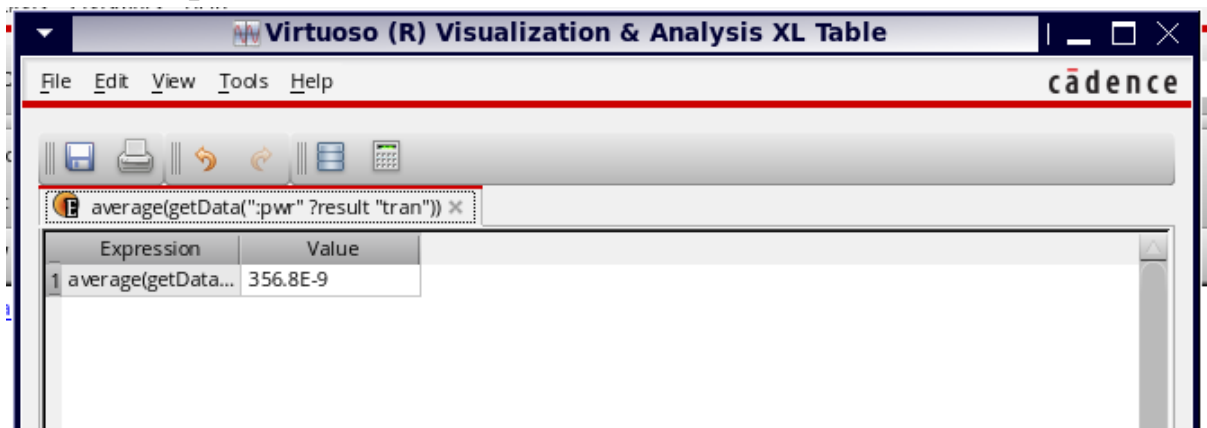 Virtuoso (R) Visualization & Analysis XL Table
File Edit View Tools Help
cādence
average(getData(":pwr" ?result "tran"))
Expression Value
1 average(getData... 356.8E-9